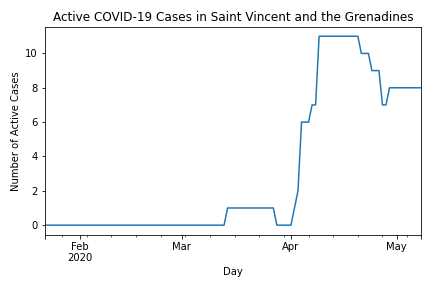 Active COVID-19 Cases in Saint Vincent and the Grenadines
Number of Active Cases
10
8
6
4
2
0
Feb
2020
Mar
Apr
May
Day